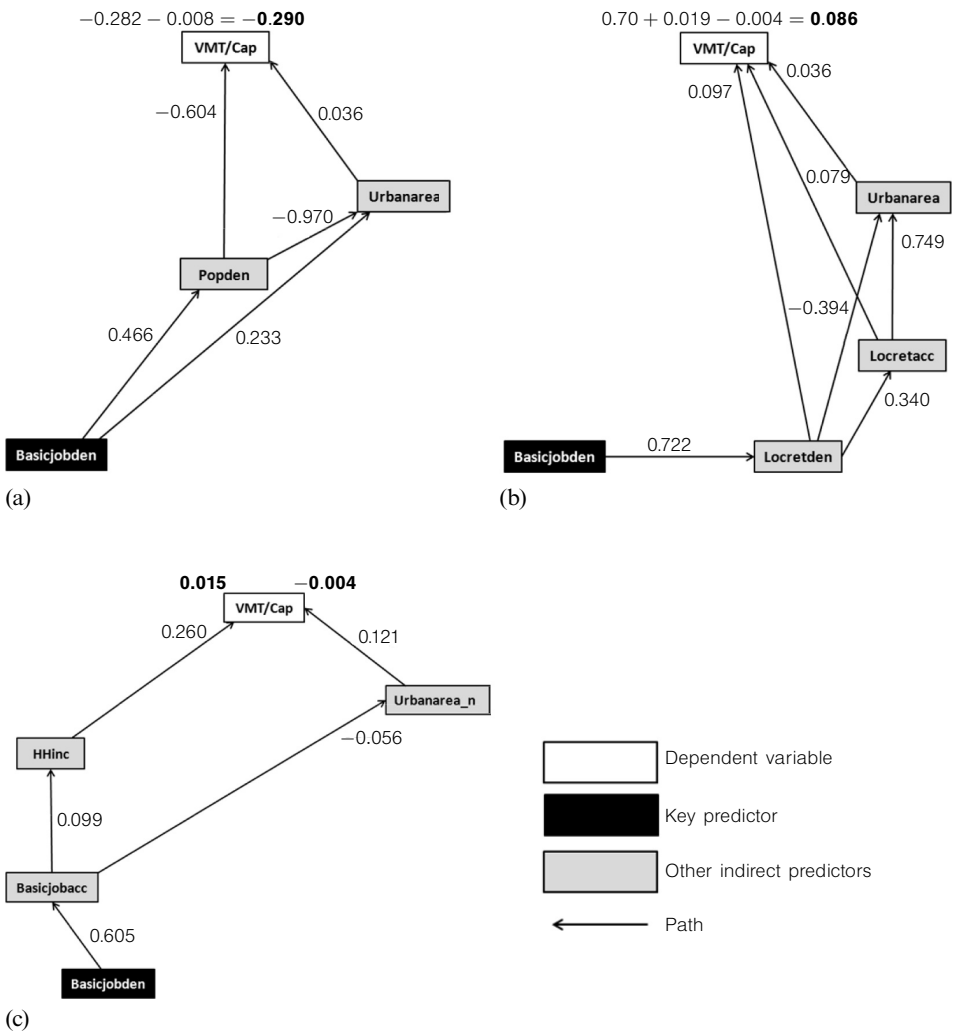 −0.282 − 0.008 = −0.290
VMT/Cap
−0.604
0.036
Urbanarea
−0.970
Popden
0.466
0.233
Basicjobden
(a)
0.70 + 0.019 − 0.004 = 0.086
VMT/Cap
0.036
0.097
0.079
Urbanarea
0.749
−0.394
Locretacc
0.340
Basicjobden
0.722
Locretden
(b)
0.015
−0.004
VMT/Cap
0.260
0.121
Urbanarea_n
−0.056
HHinc
0.099
Basicjobacc
0.605
Basicjobden
(c)
Dependent variable
Key predictor
Other indirect predictors
Path